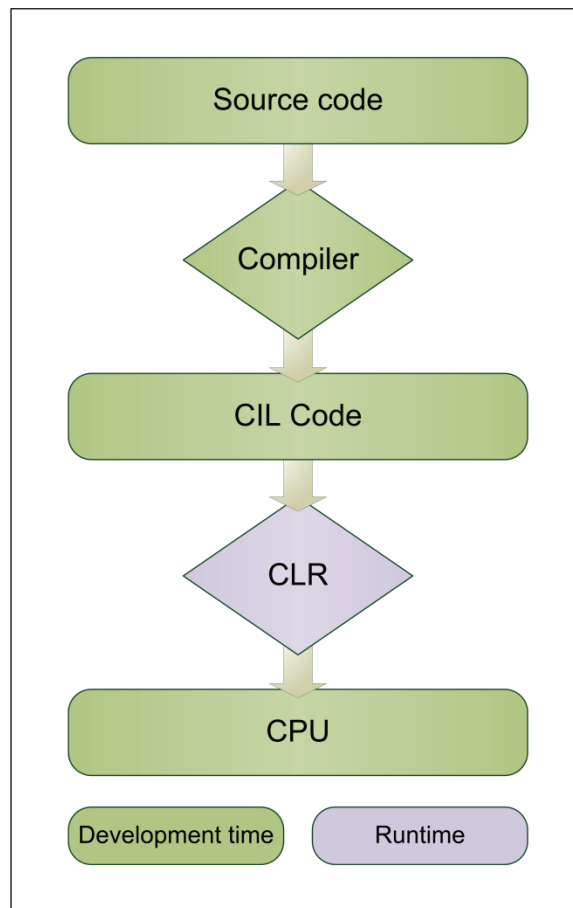 Source code
Compiler
CIL Code
CLR
CPU
Development time
Runtime